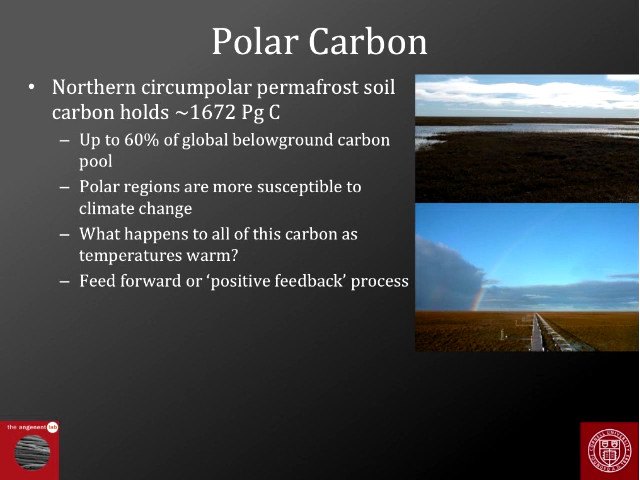 Polar Carbon
• Northern circumpolar permafrost soil
carbon holds ~1672 Pg C
– Up to 60% of global belowground carbon
pool
– Polar regions are more susceptible to
climate change
– What happens to all of this carbon as
temperatures warm?
– Feed forward or ‘positive feedback’ process
the angenent lab